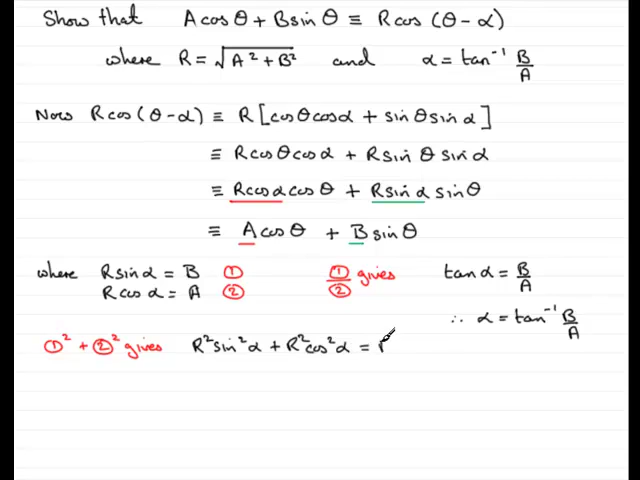 Show that A cos θ + B sin θ ≡ R cos (θ - α)
where R = √A² + B² and α = tan⁻¹ B/A
Now R cos (θ - α) ≡ R [cos θ cos α + sin θ sin α]
≡ R cos θ cos α + R sin θ sin α
≡ R cos α cos θ + R sin α sin θ
≡ A cos θ + B sin θ
where R sin α = B ① ①/② gives tan α = B/A
R cos α = A ②
∴ α = tan⁻¹ B/A
①² + ②² gives R² sin² α + R² cos² α =